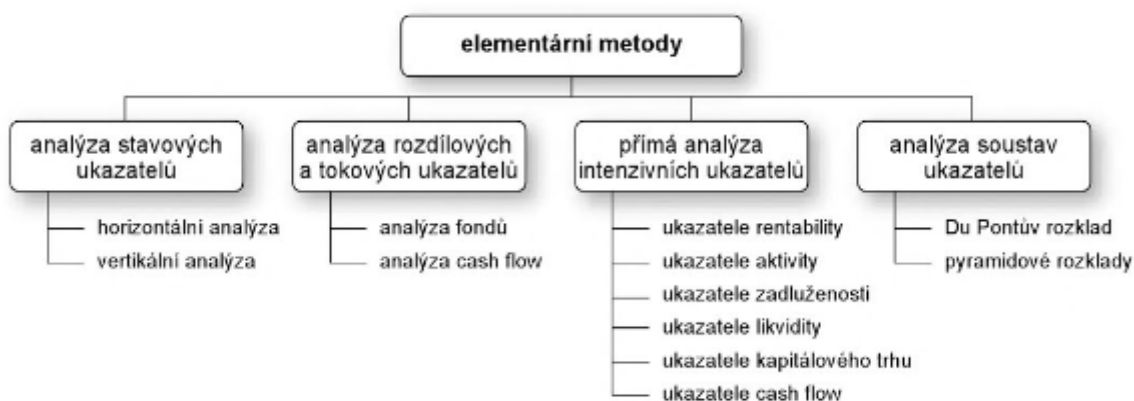 elementární metody
analýza stavových
ukazatelů
horizontální analýza
vertikální analýza
analýza rozdílových
a tokových ukazatelů
analýza fondů
analýza cash flow
přímá analýza
intenzivních ukazatelů
ukazatele rentability
ukazatele aktivity
ukazatele zadluženosti
ukazatele likvidity
ukazatele kapitálového trhu
ukazatele cash flow
analýza soustav
ukazatelů
Du Pontův rozklad
pyramidové rozklady